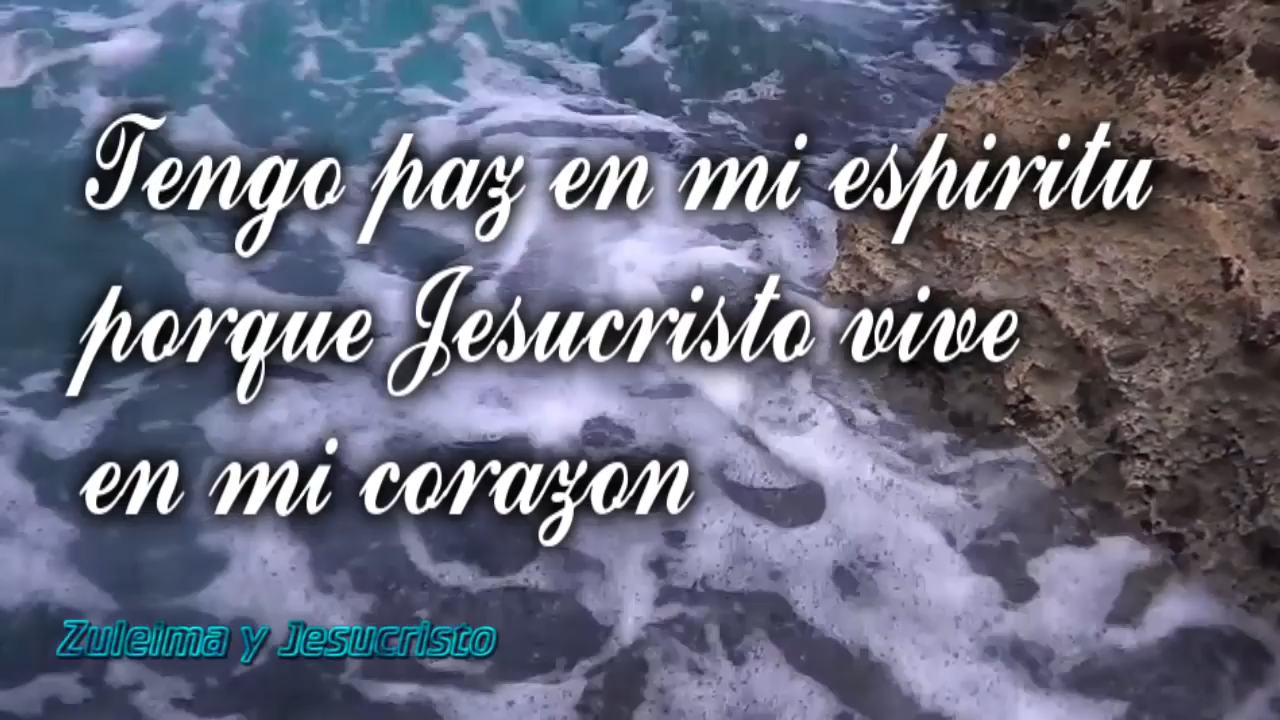 Tengo paz en mi espiritu
porque Jesucristo vive
en mi corazon
Zuleima y Jesucristo